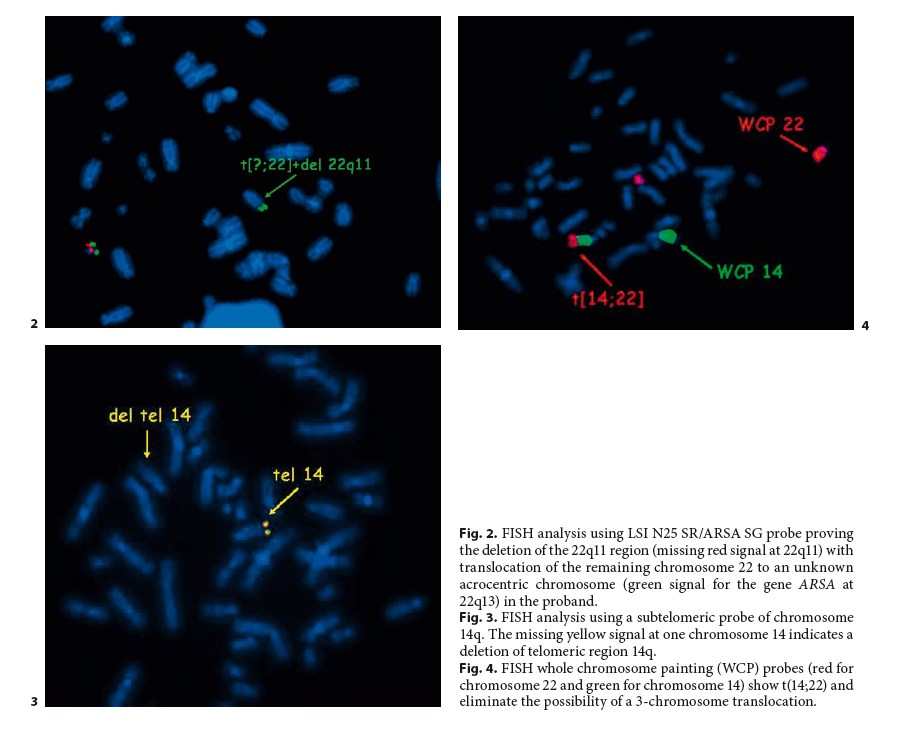 t[?;22]+del 22q11
2
WCP 22
WCP 14
t[14;22]
4
del tel 14
tel 14
3
Fig. 2. FISH analysis using LSI N25 SR/ARSA SG probe proving
the deletion of the 22q11 region (missing red signal at 22q11) with
translocation of the remaining chromosome 22 to an unknown
acrocentric chromosome (green signal for the gene ARSA at
22q13) in the proband.
Fig. 3. FISH analysis using a subtelomeric probe of chromosome
14q. The missing yellow signal at one chromosome 14 indicates a
deletion of telomeric region 14q.
Fig. 4. FISH whole chromosome painting (WCP) probes (red for
chromosome 22 and green for chromosome 14) show t(14;22) and
eliminate the possibility of a 3-chromosome translocation.